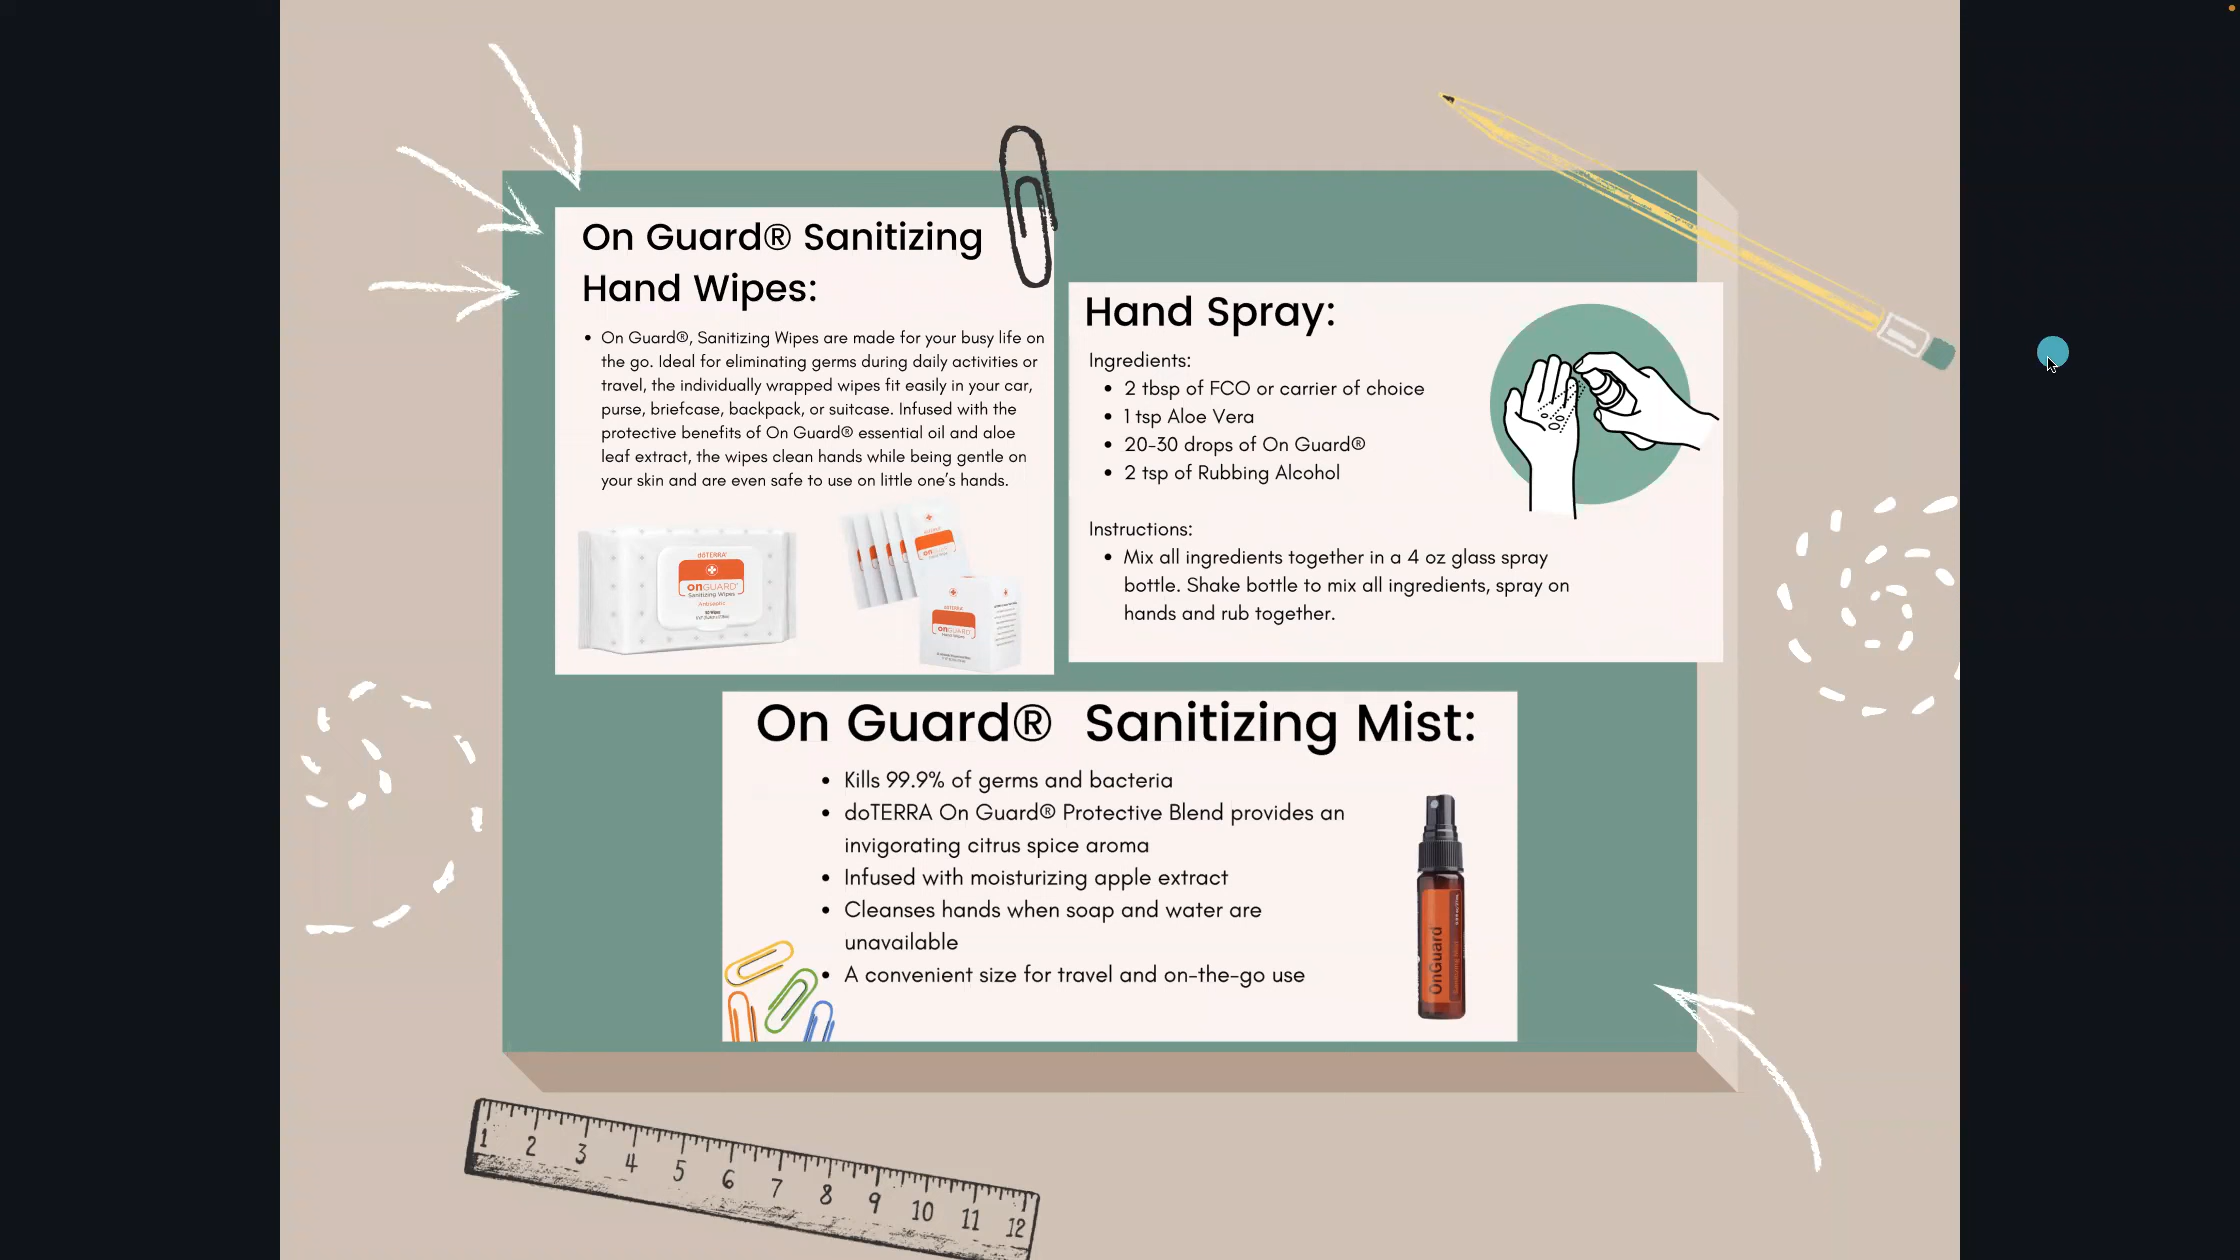 On Guard® Sanitizing
Hand Wipes:
• On Guard®, Sanitizing Wipes are made for your busy life on
the go. Ideal for eliminating germs during daily activities or
travel, the individually wrapped wipes fit easily in your car,
purse, briefcase, backpack, or suitcase. Infused with the
protective benefits of On Guard® essential oil and aloe
leaf extract, the wipes clean hands while being gentle on
your skin and are even safe to use on little one's hands.
dōTERRA
onGUARD
Sanitizing Wipes
Antiseptic
onGUARD
Hand Wipes
Hand Spray:
Ingredients:
• 2 tbsp of FCO or carrier of choice
• 1 tsp Aloe Vera
• 20-30 drops of On Guard®
• 2 tsp of Rubbing Alcohol
Instructions:
• Mix all ingredients together in a 4 oz glass spray
bottle. Shake bottle to mix all ingredients, spray on
hands and rub together.
On Guard® Sanitizing Mist:
• Kills 99.9% of germs and bacteria
• doTERRA On Guard® Protective Blend provides an
invigorating citrus spice aroma
• Infused with moisturizing apple extract
• Cleanses hands when soap and water are
unavailable
• A convenient size for travel and on-the-go use
OnGuard
1 2 3 4 5 6 7 8 9 10 11 12